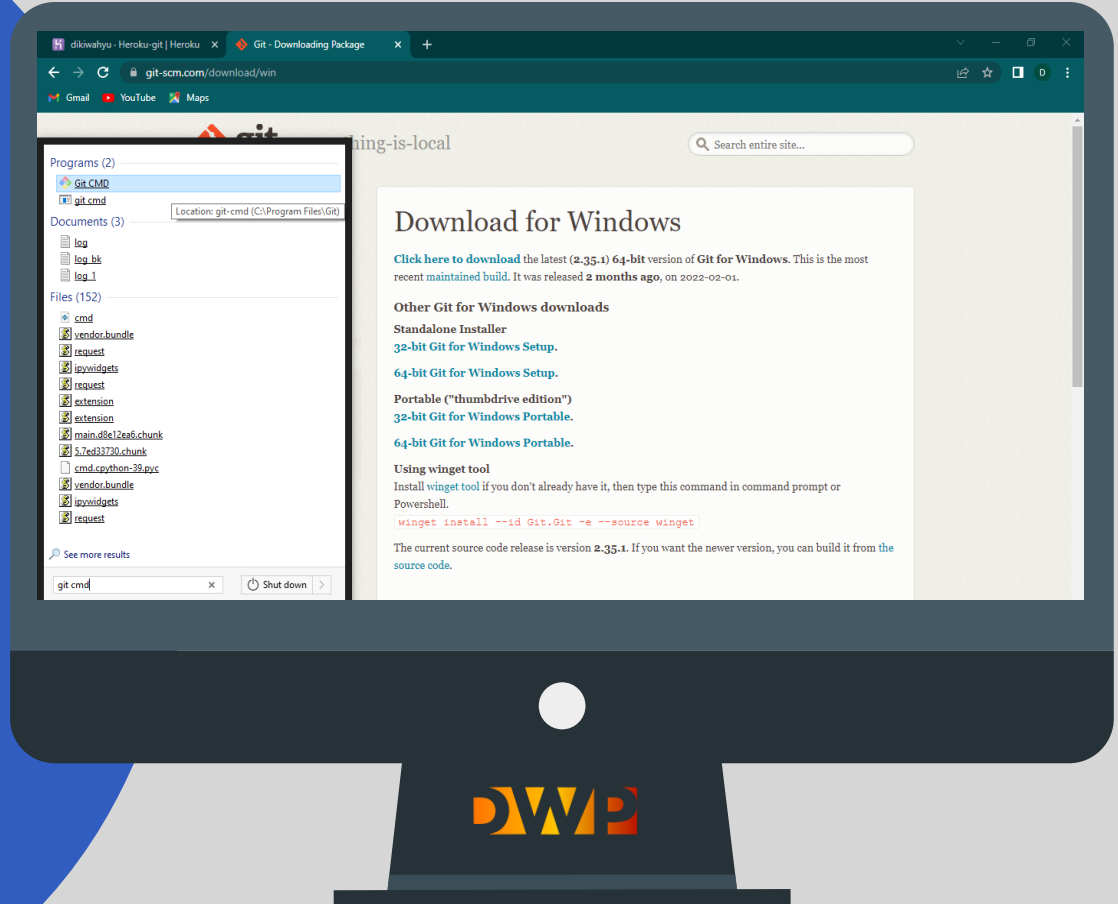 dikiwahyu · Heroku-git | Heroku
Git - Downloading Package
git-scm.com/download/win
D
Gmail
YouTube
Maps
git
hing-is-local
Search entire site...
Programs (2)
Git CMD
git cmd
Location: git-cmd (C:\Program Files\Git)
Documents (3)
log
log_bk
log_1
Files (152)
cmd
vendor.bundle
request
ipywidgets
request
extension
extension
main.d8e12ea6.chunk
5.7ed33730.chunk
cmd.cpython-39.pyc
vendor.bundle
ipywidgets
request
See more results
git cmd
Shut down
Download for Windows
Click here to download the latest (2.35.1) 64-bit version of Git for Windows. This is the most
recent maintained build. It was released 2 months ago, on 2022-02-01.
Other Git for Windows downloads
Standalone Installer
32-bit Git for Windows Setup.
64-bit Git for Windows Setup.
Portable ("thumbdrive edition")
32-bit Git for Windows Portable.
64-bit Git for Windows Portable.
Using winget tool
Install winget tool if you don't already have it, then type this command in command prompt or
Powershell.
winget install --id Git.Git -e --source winget
The current source code release is version 2.35.1. If you want the newer version, you can build it from the
source code.
DWP